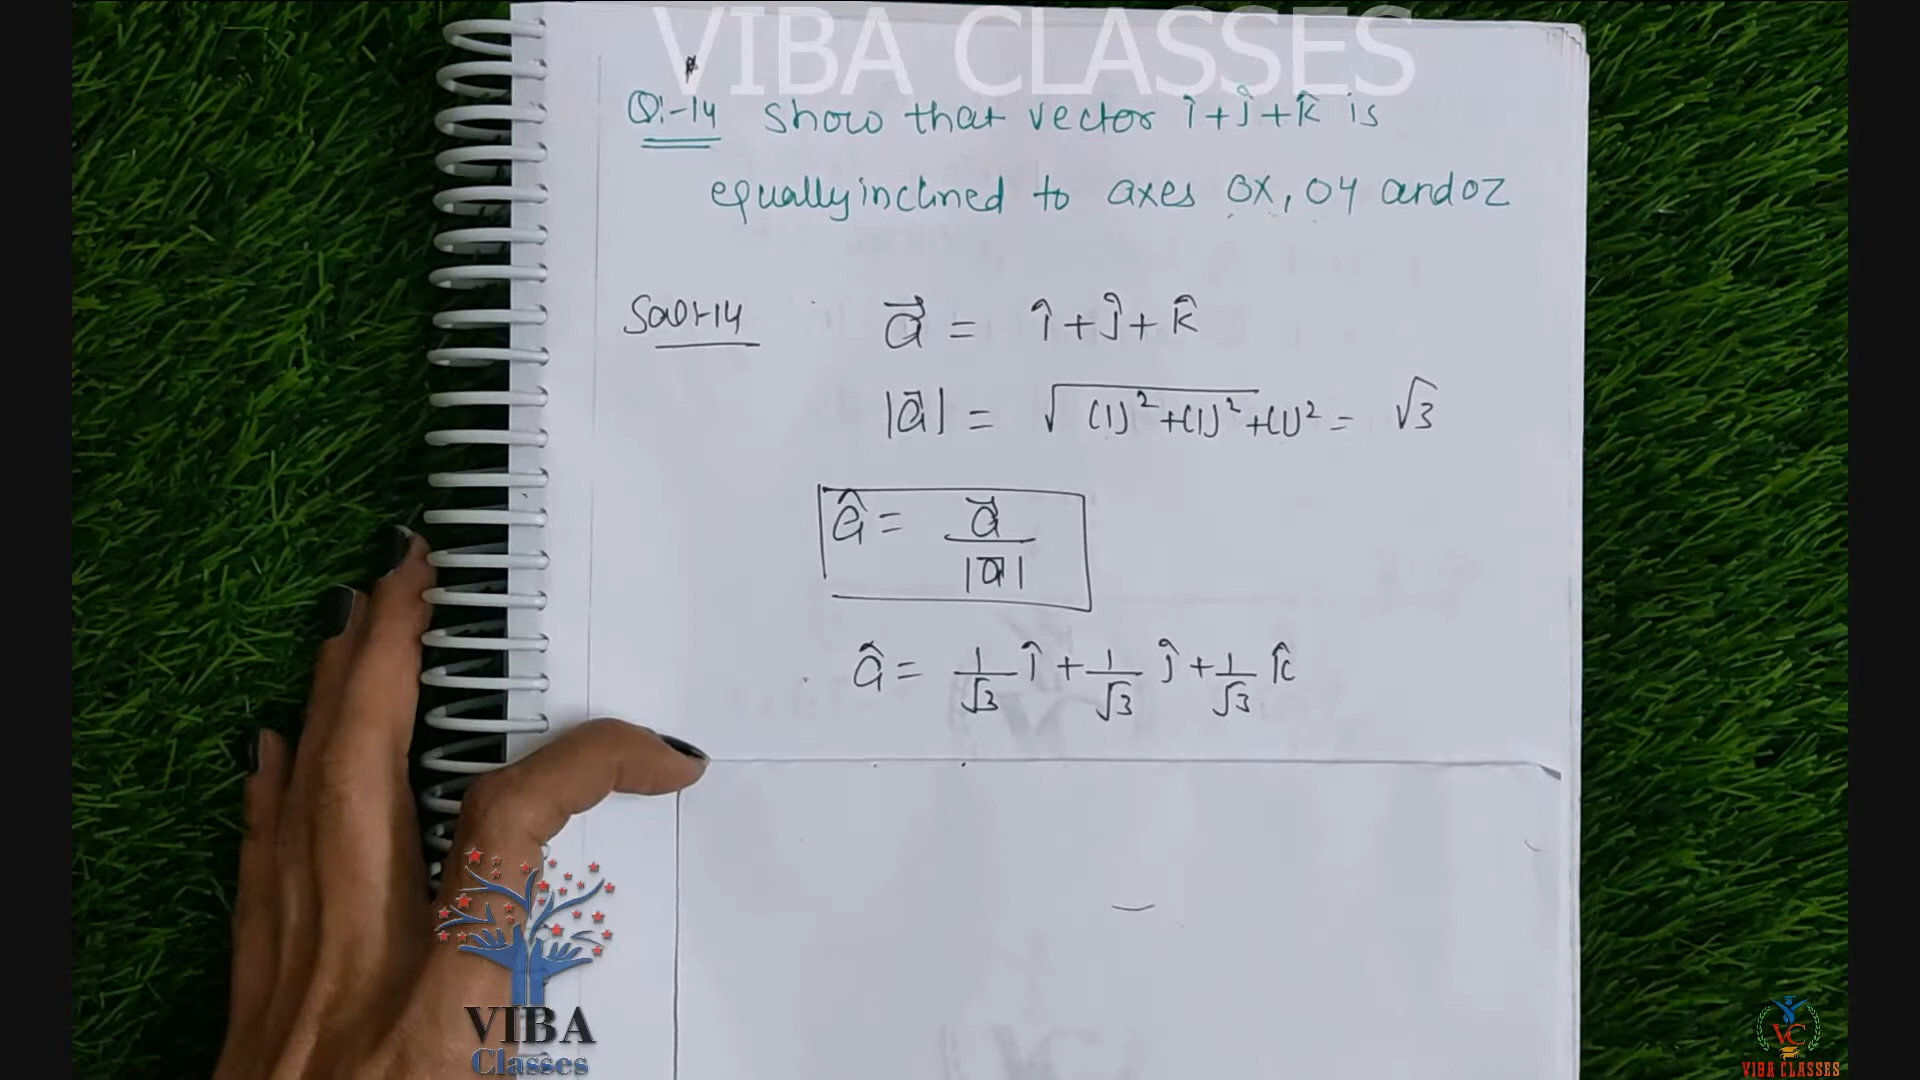 VIBA CLASSES
Q:-14 Show that vector î+ĵ+k̂ is
equally inclined to axes OX, OY and OZ
Sol:-14 a⃗ = î+ĵ+k̂
|a⃗| = √(1)²+(1)²+(1)² = √3
â = a⃗/|a⃗|
â = 1/√3 î + 1/√3 ĵ + 1/√3 k̂
VIBA
Classes
VC
VIBA CLASSES